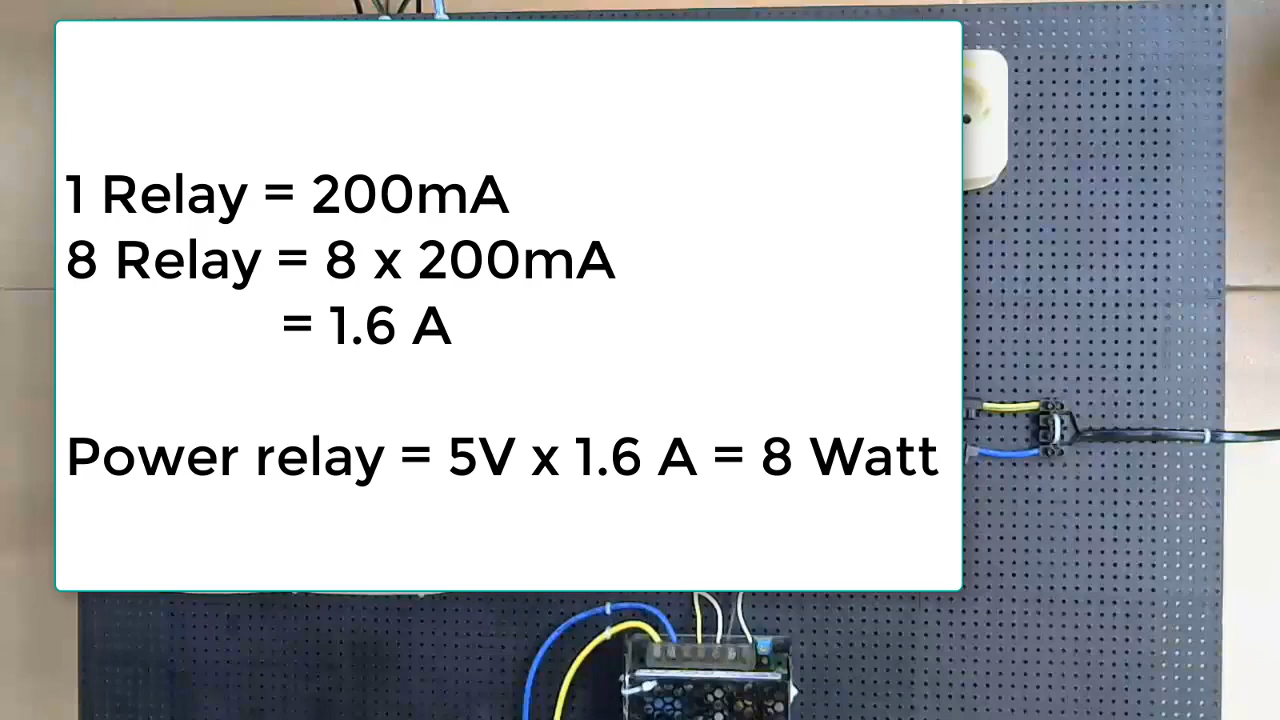 1 Relay = 200mA
8 Relay = 8 x 200mA
= 1.6 A
Power relay = 5V x 1.6 A = 8 Watt